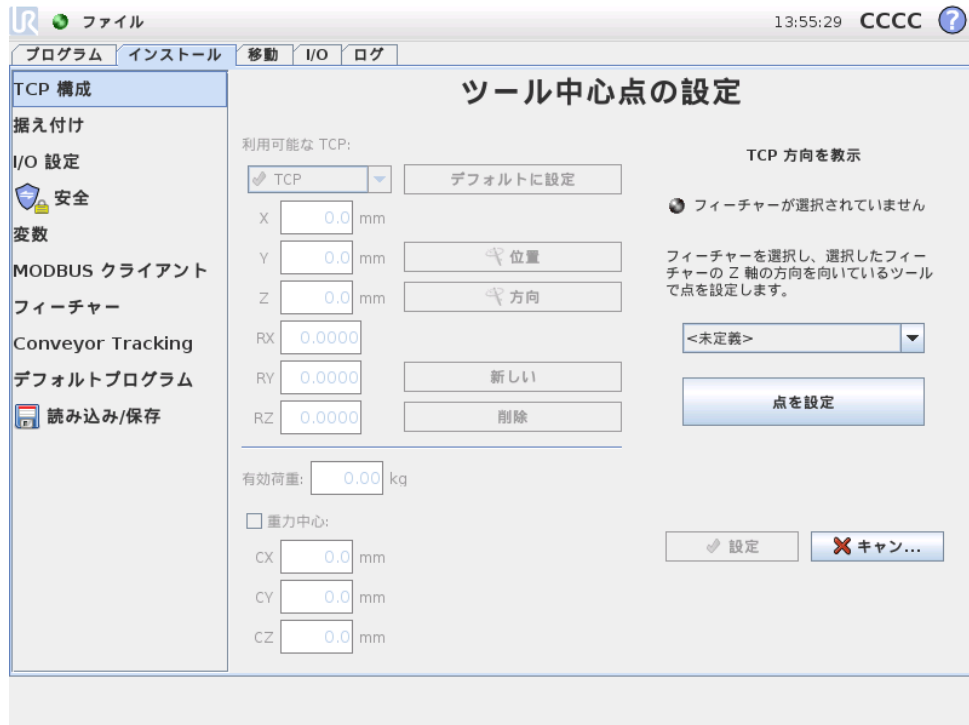 UR ファイル 13:55:29 CCCC ?
プログラム インストール 移動 I/O ログ
TCP 構成
据え付け
I/O 設定
安全
変数
MODBUS クライアント
フィーチャー
Conveyor Tracking
デフォルトプログラム
読み込み/保存
ツール中心点の設定
利用可能な TCP:
TCP デフォルトに設定
X 0.0 mm
Y 0.0 mm 位置
Z 0.0 mm 方向
RX 0.0000
RY 0.0000 新しい
RZ 0.0000 削除
有効荷重: 0.00 kg
重力中心:
CX 0.0 mm
CY 0.0 mm
CZ 0.0 mm
TCP 方向を教示
フィーチャーが選択されていません
フィーチャーを選択し、選択したフィー
チャーの Z 軸の方向を向いているツール
で点を設定します。
<未定義>
点を設定
設定 キャン...